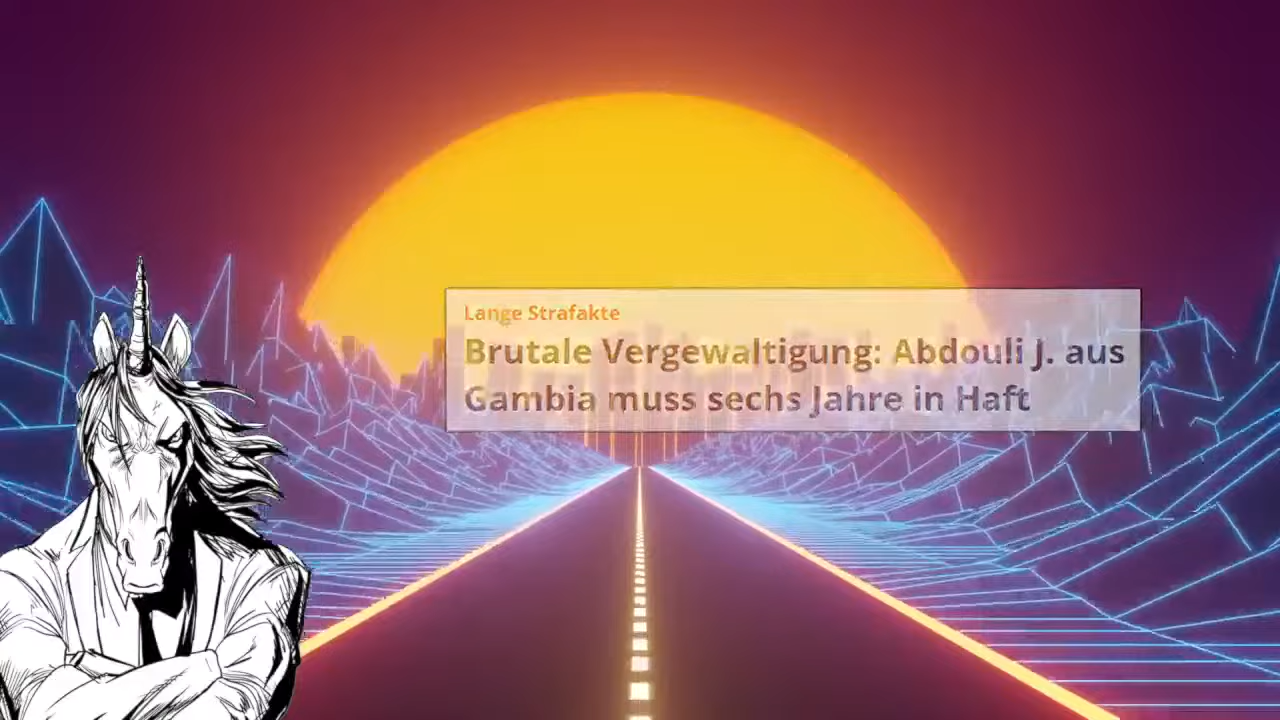 Lange Strafakte
Brutale Vergewaltigung: Abdouli J. aus
Gambia muss sechs Jahre in Haft